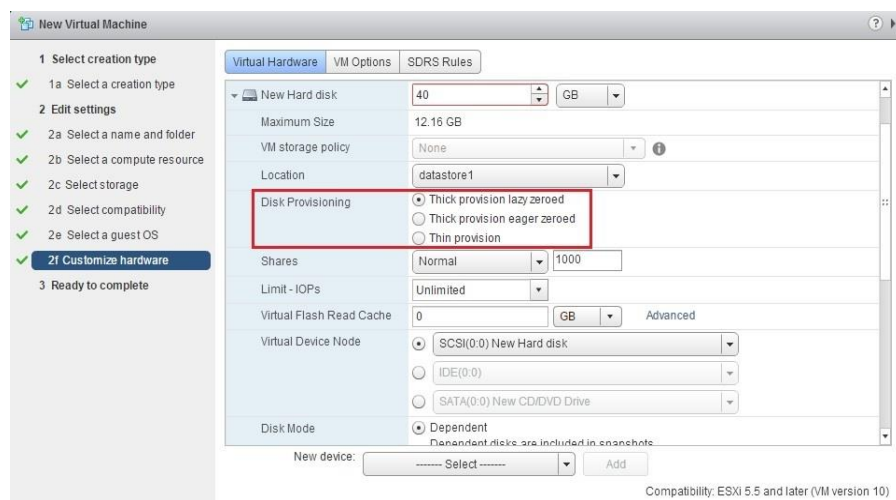 New Virtual Machine
?
1 Select creation type
1a Select a creation type
2 Edit settings
2a Select a name and folder
2b Select a compute resource
2c Select storage
2d Select compatibility
2e Select a guest OS
2f Customize hardware
3 Ready to complete
Virtual Hardware VM Options SDRS Rules
New Hard disk 40 GB
Maximum Size 12.16 GB
VM storage policy None
Location datastore1
Disk Provisioning Thick provision lazy zeroed
Thick provision eager zeroed
Thin provision
Shares Normal 1000
Limit - IOPs Unlimited
Virtual Flash Read Cache 0 GB Advanced
Virtual Device Node SCSI(0:0) New Hard disk
IDE(0:0)
SATA(0:0) New CD/DVD Drive
Disk Mode Dependent
Dependent disks are included in snapshots.
New device: ------- Select ------- Add
Compatibility: ESXi 5.5 and later (VM version 10)